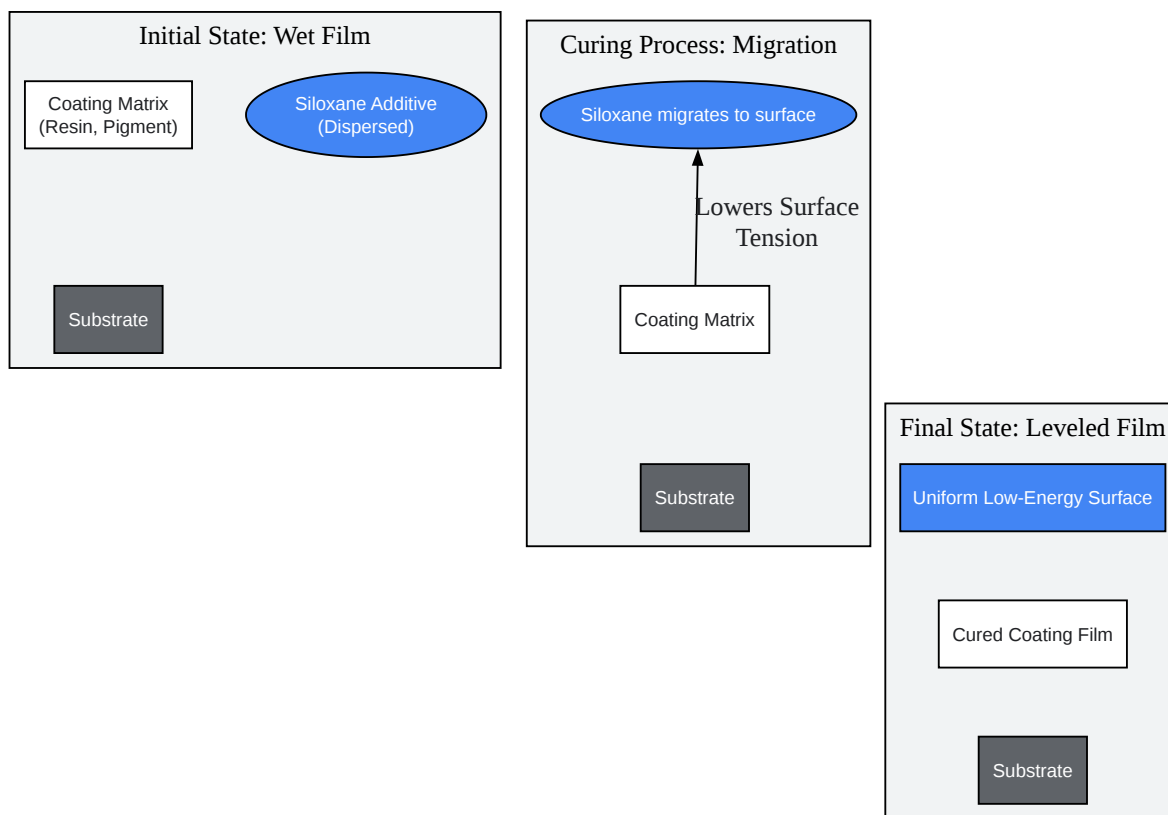 Initial State: Wet Film
Coating Matrix
(Resin, Pigment)
Siloxane Additive
(Dispersed)
Substrate
Curing Process: Migration
Siloxane migrates to surface
Lowers Surface
Tension
Coating Matrix
Substrate
Final State: Leveled Film
Uniform Low-Energy Surface
Cured Coating Film
Substrate